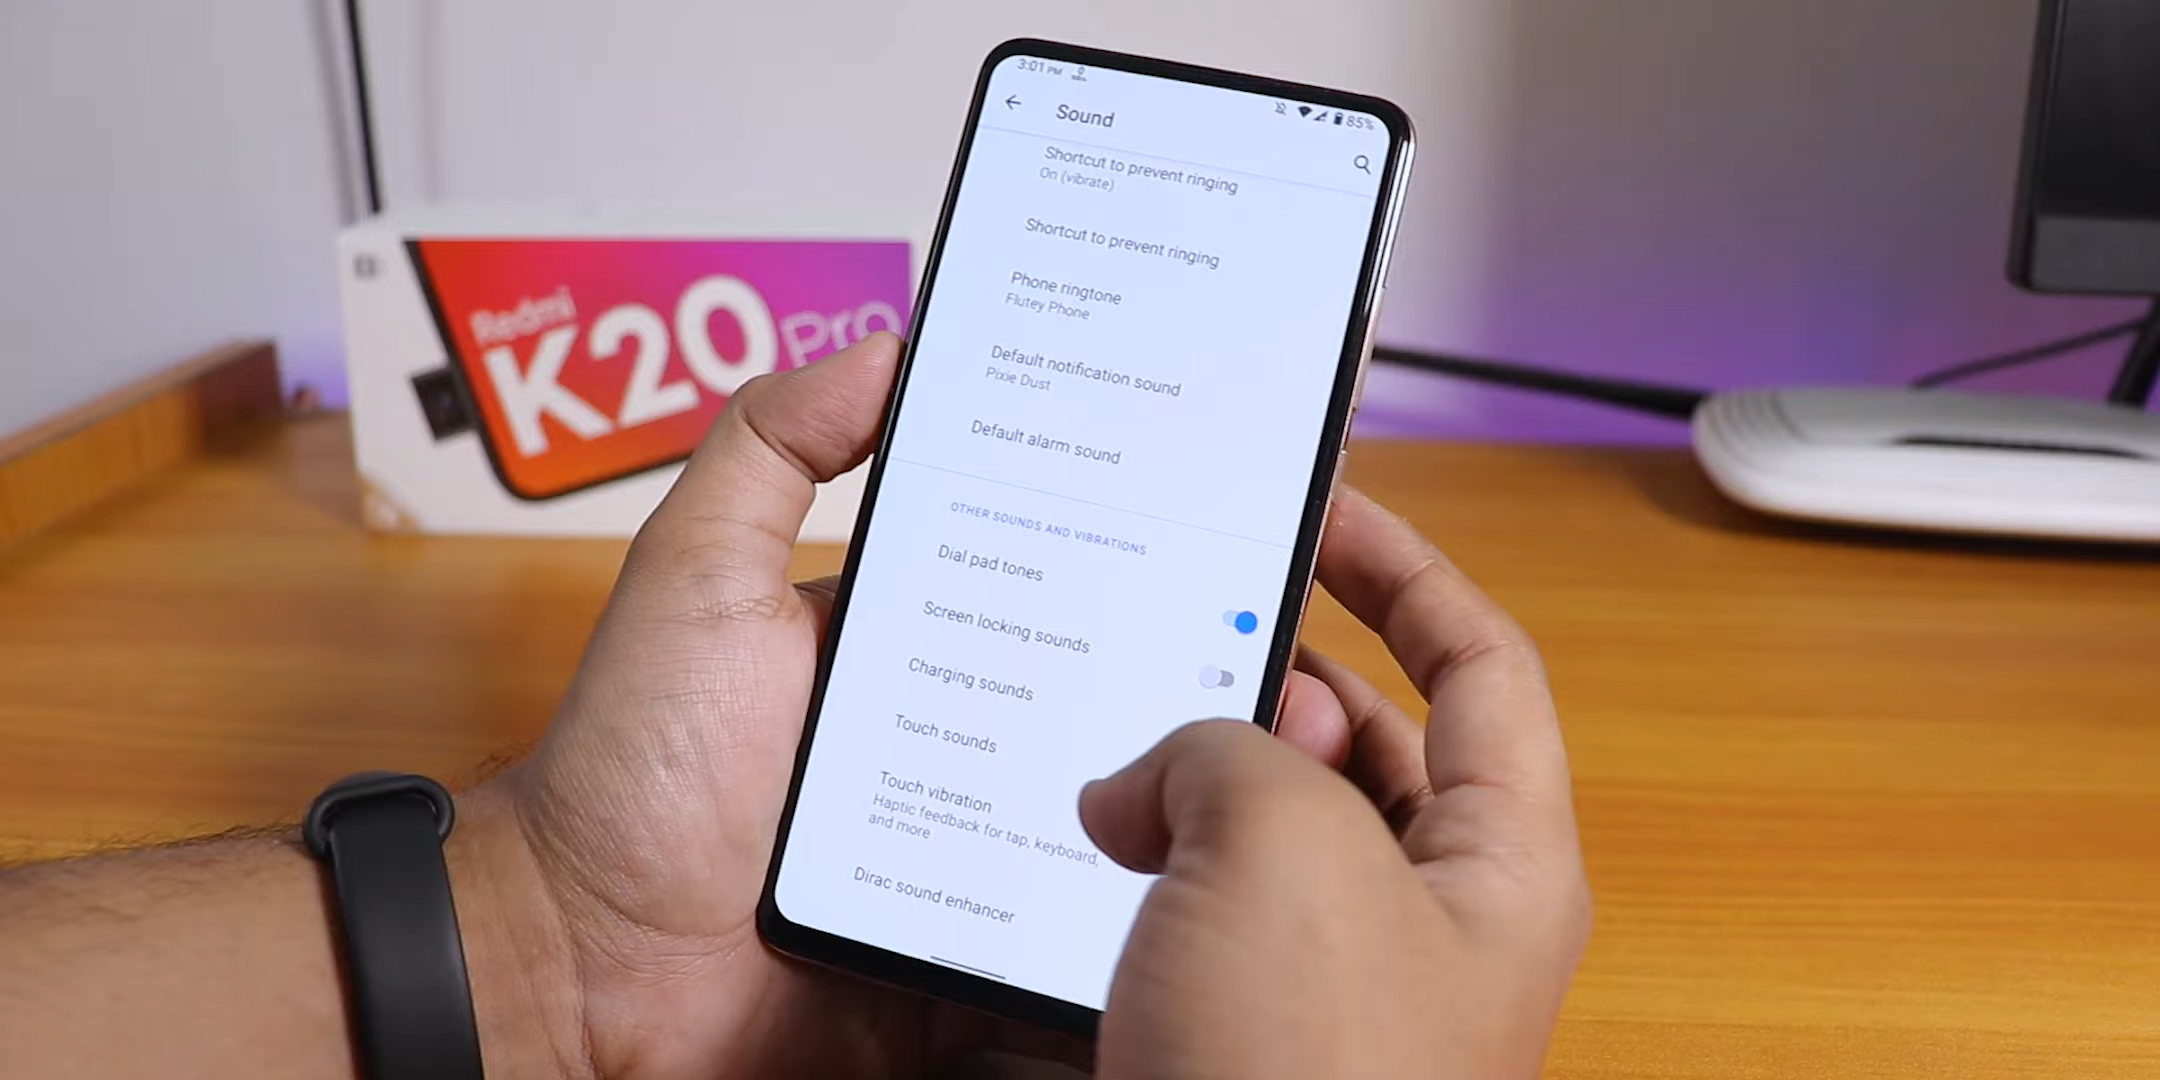 3:01 PM
85%
Sound
Shortcut to prevent ringing
On (vibrate)
Shortcut to prevent ringing
Phone ringtone
Flutey Phone
Default notification sound
Pixie Dust
Default alarm sound
OTHER SOUNDS AND VIBRATIONS
Dial pad tones
Screen locking sounds
Charging sounds
Touch sounds
Touch vibration
Haptic feedback for tap, keyboard,
and more
Dirac sound enhancer
Redmi
K20 Pro